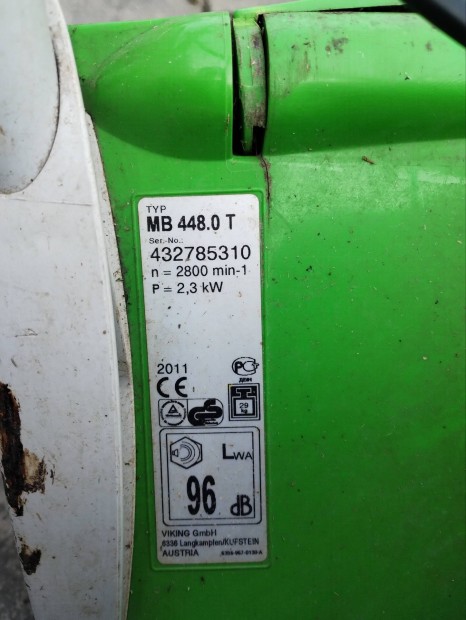 TYP
MB 448.0 T
Ser.-No.:
432785310
n = 2800 min-1
P = 2,3 kW
2011
CE
29
kg
LWA
96 dB
VIKING GmbH
6336 Langkampfen/KUFSTEIN
AUSTRIA